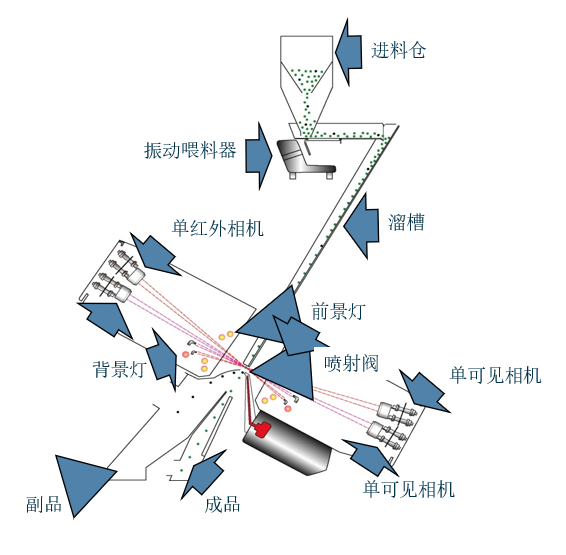 进料仓
振动喂料器
溜槽
单红外相机
前景灯
背景灯
喷射阀
单可见相机
单可见相机
副品
成品